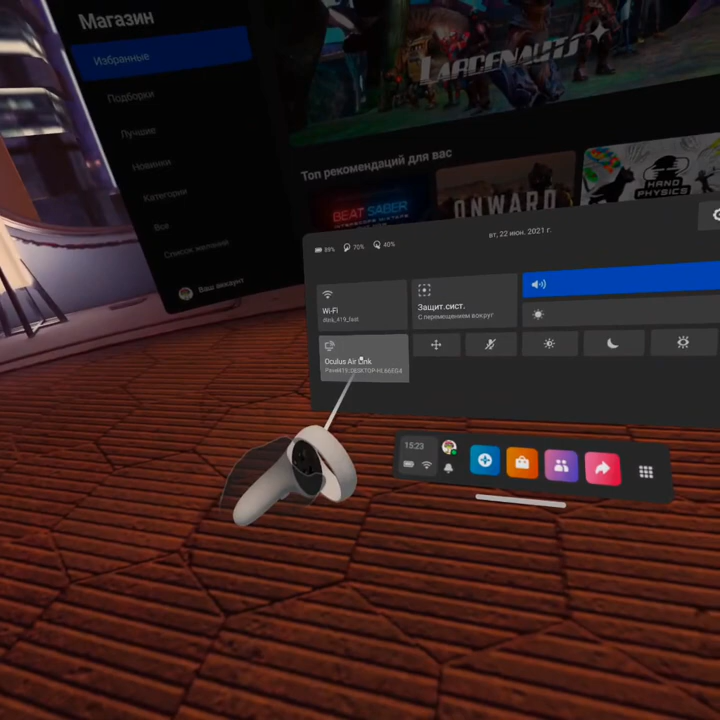 Магазин
Избранные
Подборки
Лучшие
Новинки
Категории
Все
Список желаний
Ваш аккаунт
LARCENAUTS
Топ рекомендаций для вас
BEAT SABER
ONWARD
HAND
PHYSICS
89%
70%
40%
вт, 22 июн. 2021 г.
Wi-Fi
Защит.сист.
С перемещением вокруг
Oculus Air Link
15:23